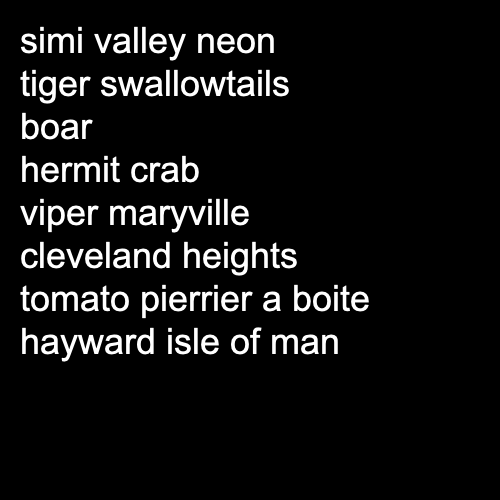 simi valley neon
tiger swallowtails
boar
hermit crab
viper maryville
cleveland heights
tomato pierrier a boite
hayward isle of man